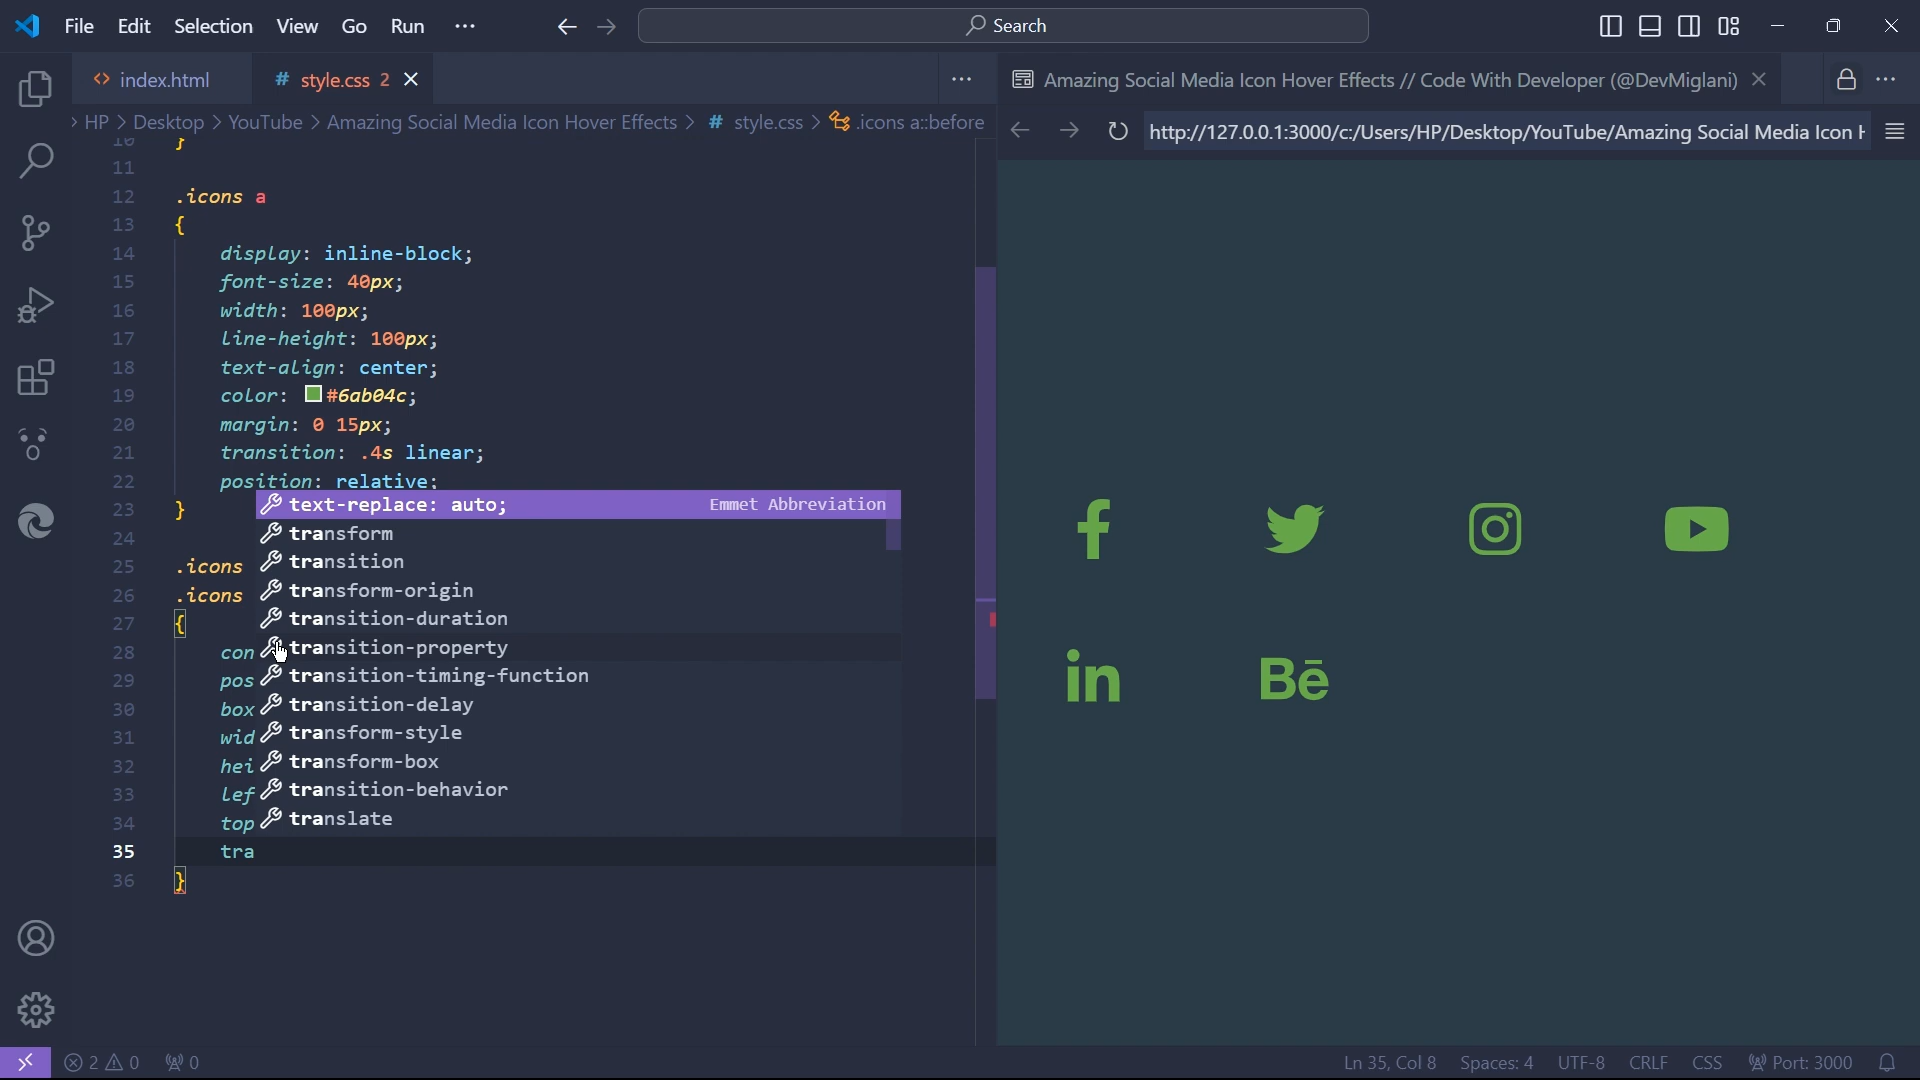 File Edit Selection View Go Run ··· Search
index.html
# style.css 2
Amazing Social Media Icon Hover Effects // Code With Developer (@DevMiglani)
> HP > Desktop > YouTube > Amazing Social Media Icon Hover Effects > # style.css > .icons a::before
http://127.0.0.1:3000/c:/Users/HP/Desktop/YouTube/Amazing Social Media Icon H
10 }
11
12 .icons a
13 {
14 display: inline-block;
15 font-size: 40px;
16 width: 100px;
17 line-height: 100px;
18 text-align: center;
19 color: #6ab04c;
20 margin: 0 15px;
21 transition: .4s linear;
22 position: relative;
23 }
24
25 .icons
26 .icons
27 {
28 con
29 pos
30 box
31 wid
32 hei
33 lef
34 top
35 tra
36 }
text-replace: auto; Emmet Abbreviation
transform
transition
transform-origin
transition-duration
transition-property
transition-timing-function
transition-delay
transform-style
transform-box
transition-behavior
translate
in Bē
2 0 0
Ln 35, Col 8 Spaces: 4 UTF-8 CRLF CSS Port: 3000